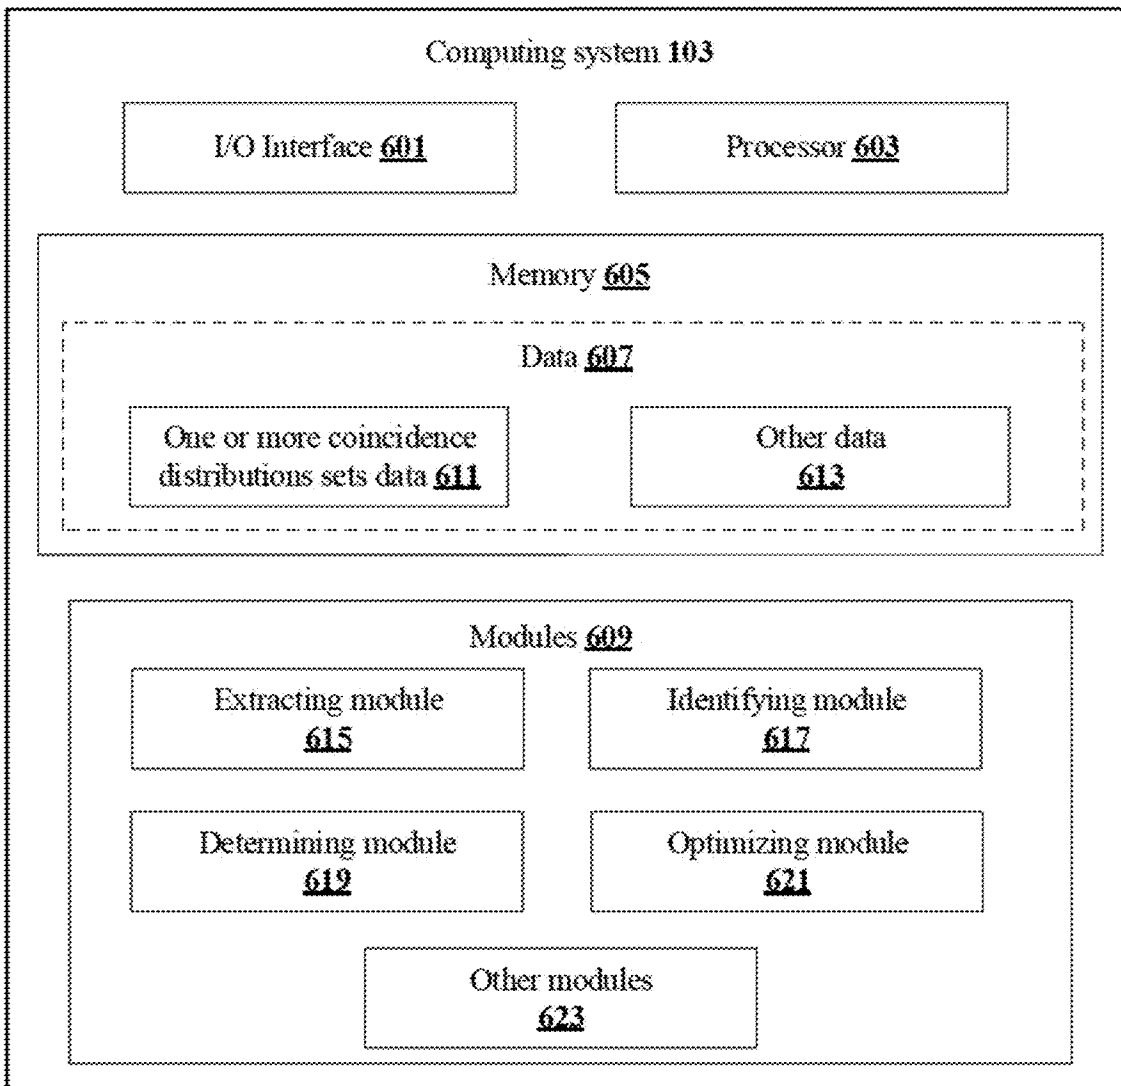 Computing system 103
I/O Interface 601
Processor 603
Memory 605
Data 607
One or more coincidence
distributions sets data 611
Other data
613
Modules 609
Extracting module
615
Identifying module
617
Determining module
619
Optimizing module
621
Other modules
623